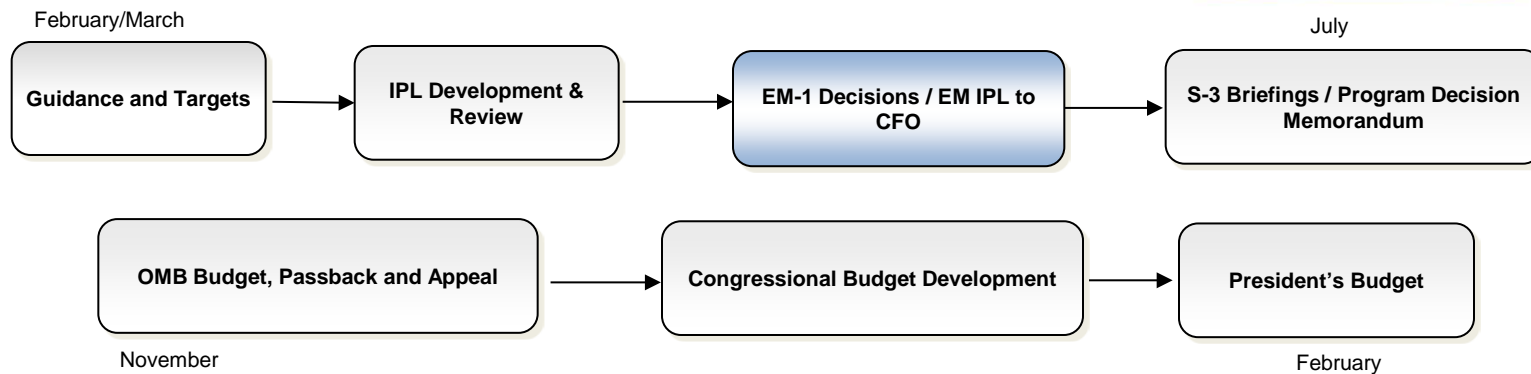 February/March
July
Guidance and Targets
IPL Development &
Review
EM-1 Decisions / EM IPL to
CFO
S-3 Briefings / Program Decision
Memorandum
OMB Budget, Passback and Appeal
Congressional Budget Development
President’s Budget
November
February